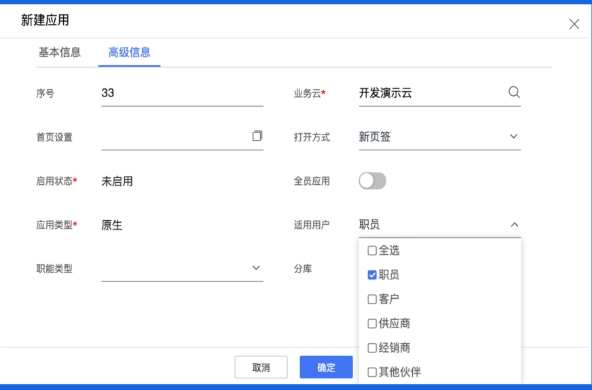 新建应用
基本信息 高级信息
序号 33 业务云* 开发演示云
首页设置 打开方式 新页签
启用状态* 未启用 全员应用
应用类型* 原生 适用用户 职员
全选
职能类型 分库 职员
客户
供应商
经销商
取消 确定 其他伙伴